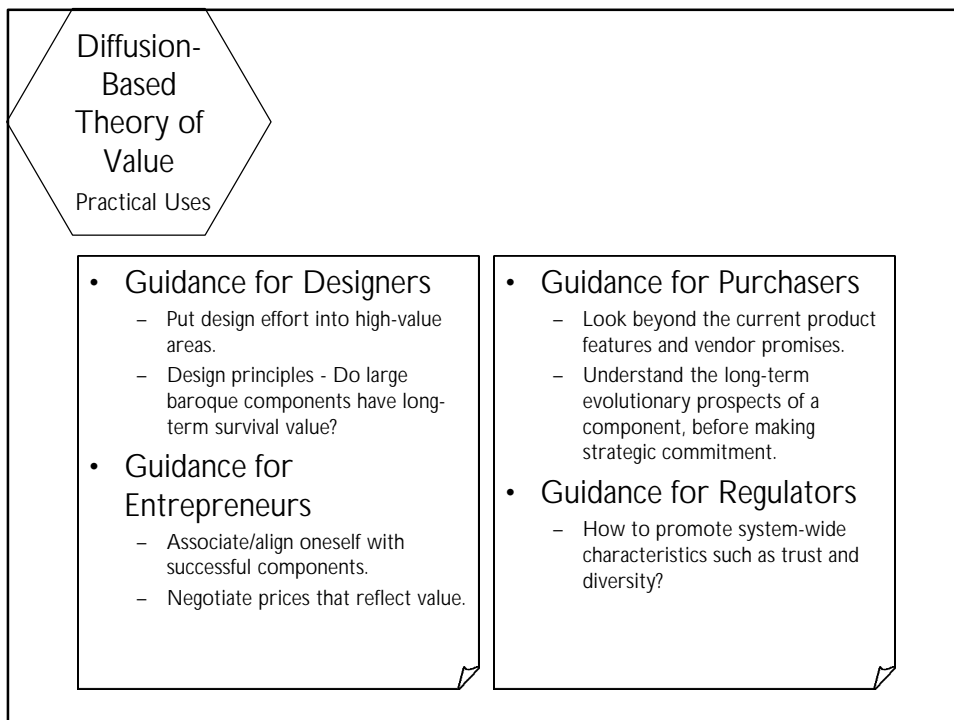 Diffusion-
Based
Theory of
Value
Practical Uses
• Guidance for Designers
– Put design effort into high-value
areas.
– Design principles - Do large
baroque components have long-
term survival value?
• Guidance for
Entrepreneurs
– Associate/align oneself with
successful components.
– Negotiate prices that reflect value.
• Guidance for Purchasers
– Look beyond the current product
features and vendor promises.
– Understand the long-term
evolutionary prospects of a
component, before making
strategic commitment.
• Guidance for Regulators
– How to promote system-wide
characteristics such as trust and
diversity?